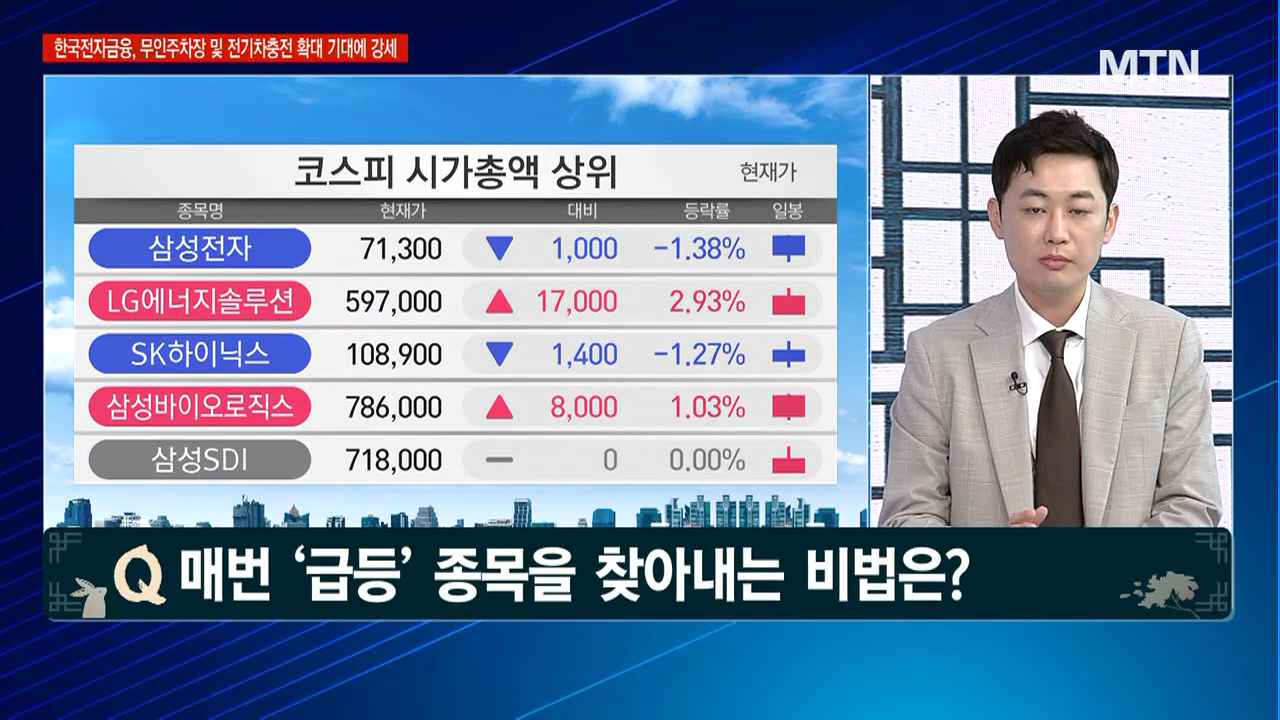 한국전자금융, 무인주차장 및 전기차충전 확대 기대에 강세
MTN
코스피 시가총액 상위 현재가
종목명 현재가 대비 등락률 일봉
삼성전자 71,300 ▼ 1,000 -1.38%
LG에너지솔루션 597,000 ▲ 17,000 2.93%
SK하이닉스 108,900 ▼ 1,400 -1.27%
삼성바이오로직스 786,000 ▲ 8,000 1.03%
삼성SDI 718,000 － 0 0.00%
Q 매번 ‘급등’ 종목을 찾아내는 비법은?